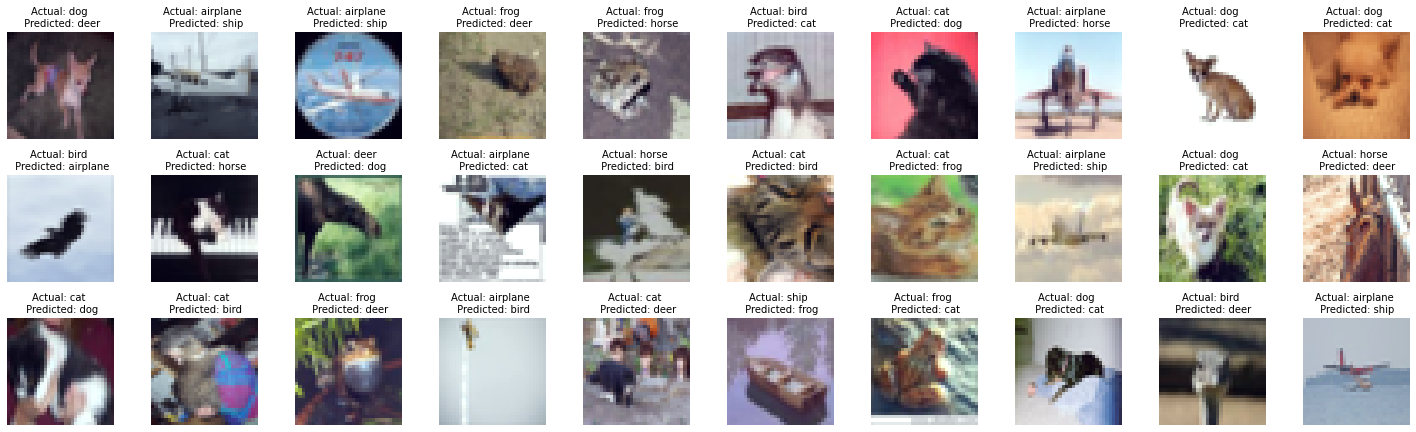 Actual: dog
Predicted: deer
Actual: airplane
Predicted: ship
Actual: airplane
Predicted: ship
Actual: frog
Predicted: deer
Actual: frog
Predicted: horse
Actual: bird
Predicted: cat
Actual: cat
Predicted: dog
Actual: airplane
Predicted: horse
Actual: dog
Predicted: cat
Actual: dog
Predicted: cat
Actual: bird
Predicted: airplane
Actual: cat
Predicted: horse
Actual: deer
Predicted: dog
Actual: airplane
Predicted: cat
Actual: horse
Predicted: bird
Actual: cat
Predicted: bird
Actual: cat
Predicted: frog
Actual: airplane
Predicted: ship
Actual: dog
Predicted: cat
Actual: horse
Predicted: deer
Actual: cat
Predicted: dog
Actual: cat
Predicted: bird
Actual: frog
Predicted: deer
Actual: airplane
Predicted: bird
Actual: cat
Predicted: deer
Actual: ship
Predicted: frog
Actual: frog
Predicted: cat
Actual: dog
Predicted: cat
Actual: bird
Predicted: deer
Actual: airplane
Predicted: ship